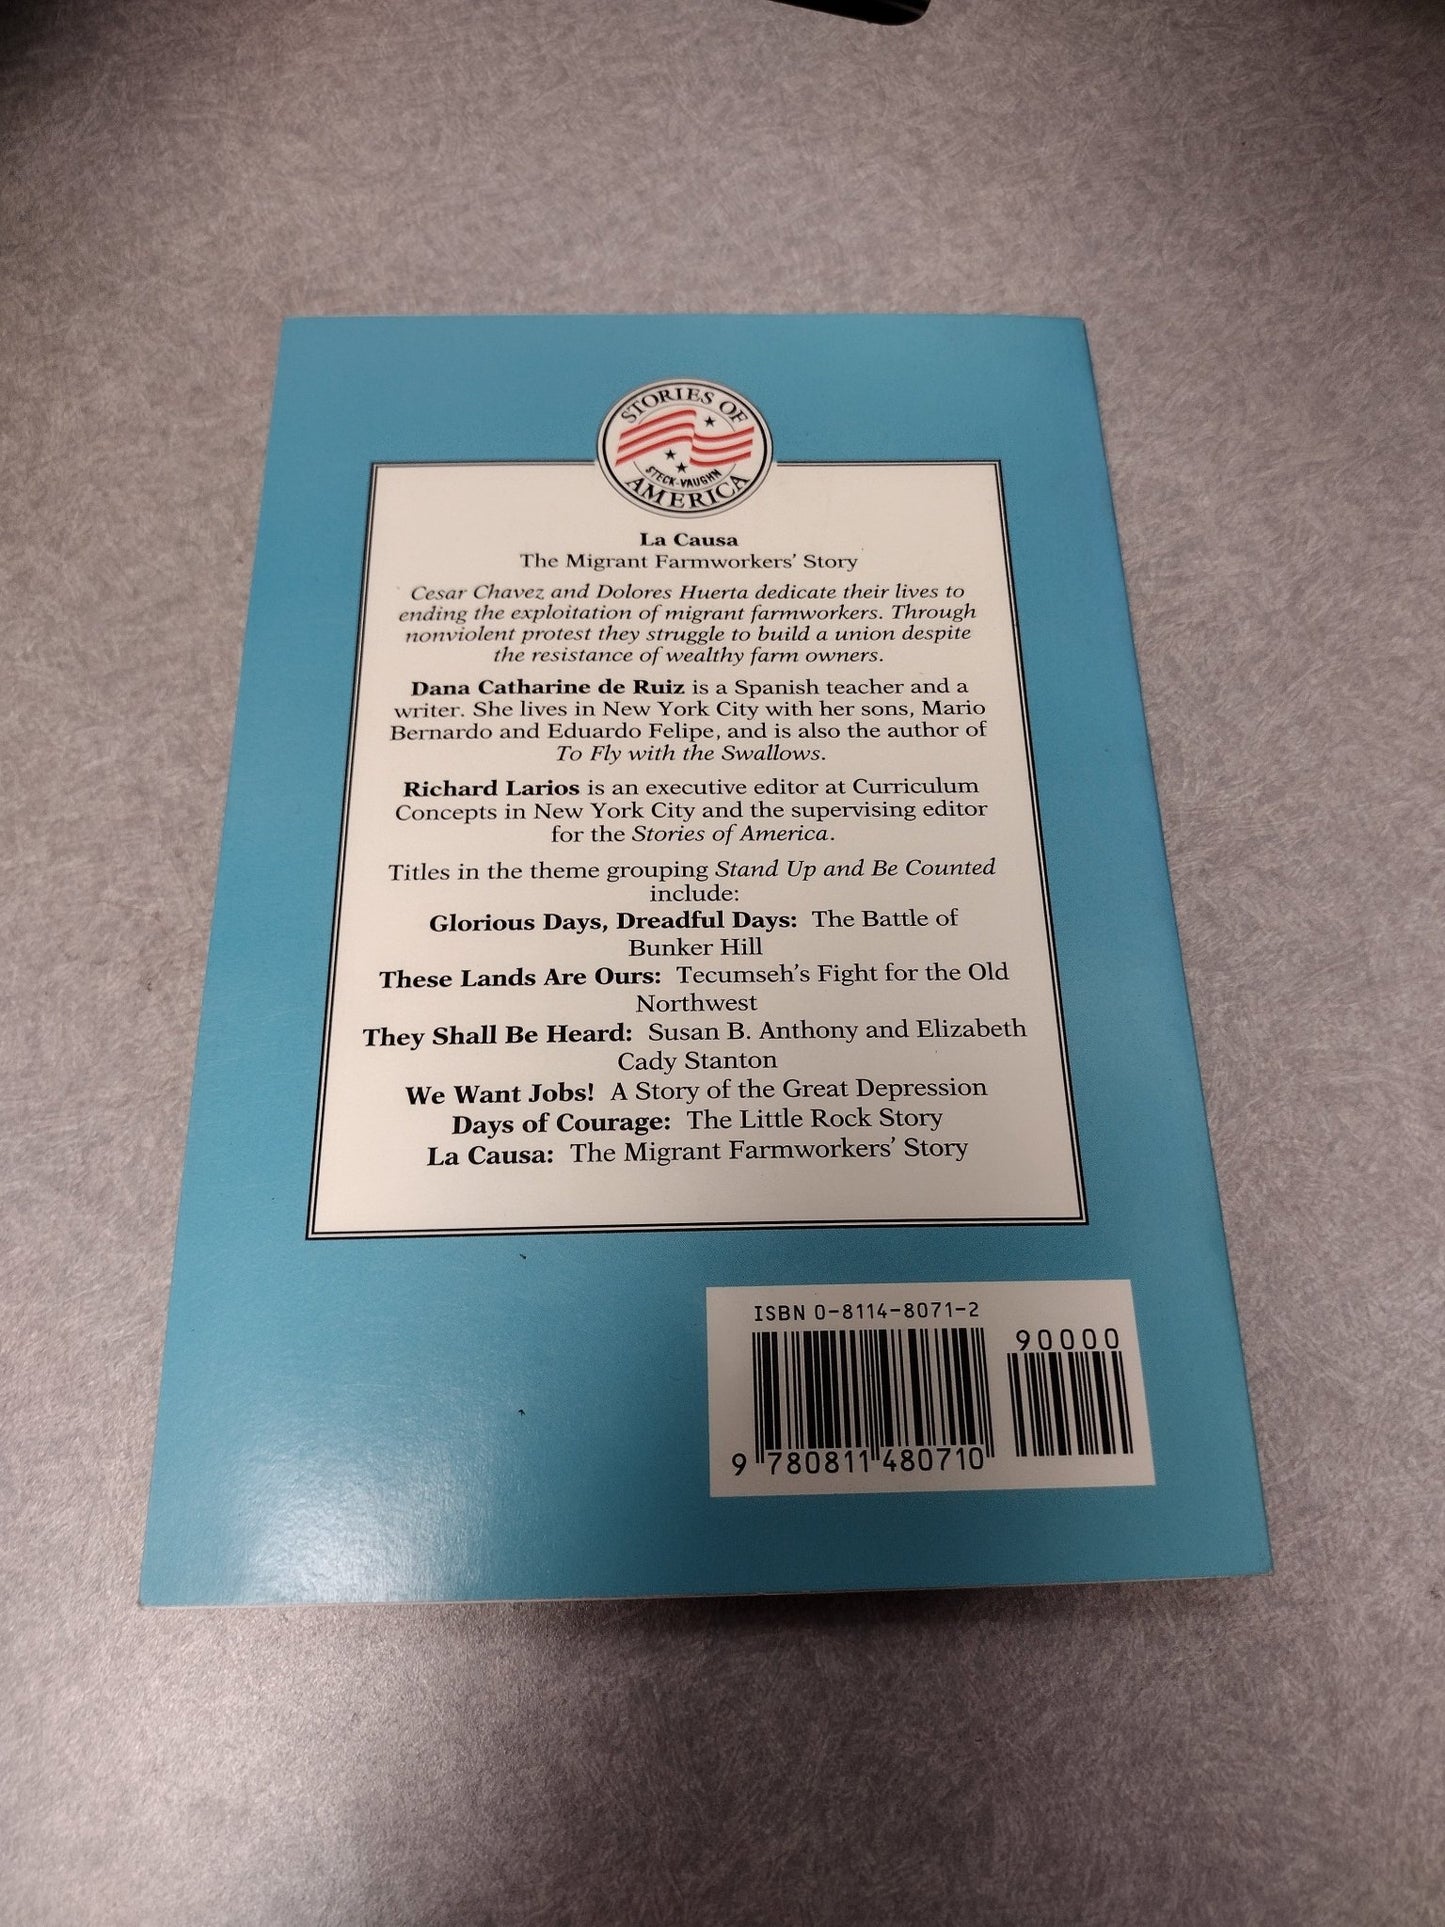 STORIES OF
STECK-VAUGHN
AMERICA
La Causa
The Migrant Farmworkers' Story
Cesar Chavez and Dolores Huerta dedicate their lives to
ending the exploitation of migrant farmworkers. Through
nonviolent protest they struggle to build a union despite
the resistance of wealthy farm owners.
Dana Catharine de Ruiz is a Spanish teacher and a
writer. She lives in New York City with her sons, Mario
Bernardo and Eduardo Felipe, and is also the author of
To Fly with the Swallows.
Richard Larios is an executive editor at Curriculum
Concepts in New York City and the supervising editor
for the Stories of America.
Titles in the theme grouping Stand Up and Be Counted
include:
Glorious Days, Dreadful Days: The Battle of
Bunker Hill
These Lands Are Ours: Tecumseh's Fight for the Old
Northwest
They Shall Be Heard: Susan B. Anthony and Elizabeth
Cady Stanton
We Want Jobs! A Story of the Great Depression
Days of Courage: The Little Rock Story
La Causa: The Migrant Farmworkers' Story
ISBN 0-8114-8071-2
90000
9 780811 480710